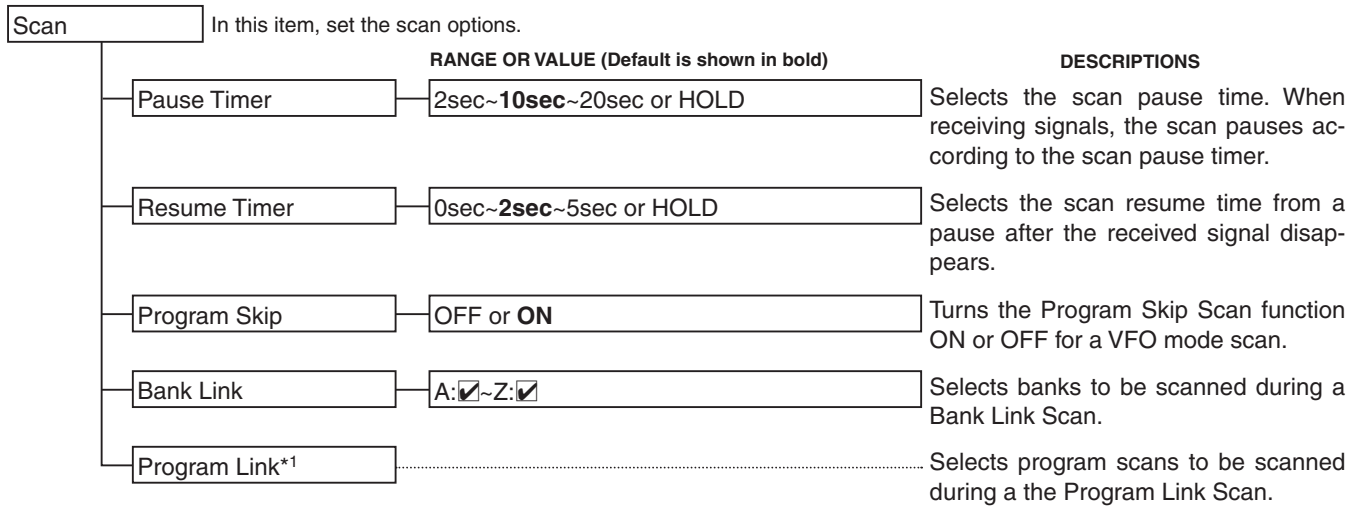 Scan In this item, set the scan options.
RANGE OR VALUE (Default is shown in bold) DESCRIPTIONS
Pause Timer 2sec~10sec~20sec or HOLD Selects the scan pause time. When
receiving signals, the scan pauses ac-
cording to the scan pause timer.
Resume Timer 0sec~2sec~5sec or HOLD Selects the scan resume time from a
pause after the received signal disap-
pears.
Program Skip OFF or ON Turns the Program Skip Scan function
ON or OFF for a VFO mode scan.
Bank Link A:☑~Z:☑ Selects banks to be scanned during a
Bank Link Scan.
Program Link*1 Selects program scans to be scanned
during a the Program Link Scan.